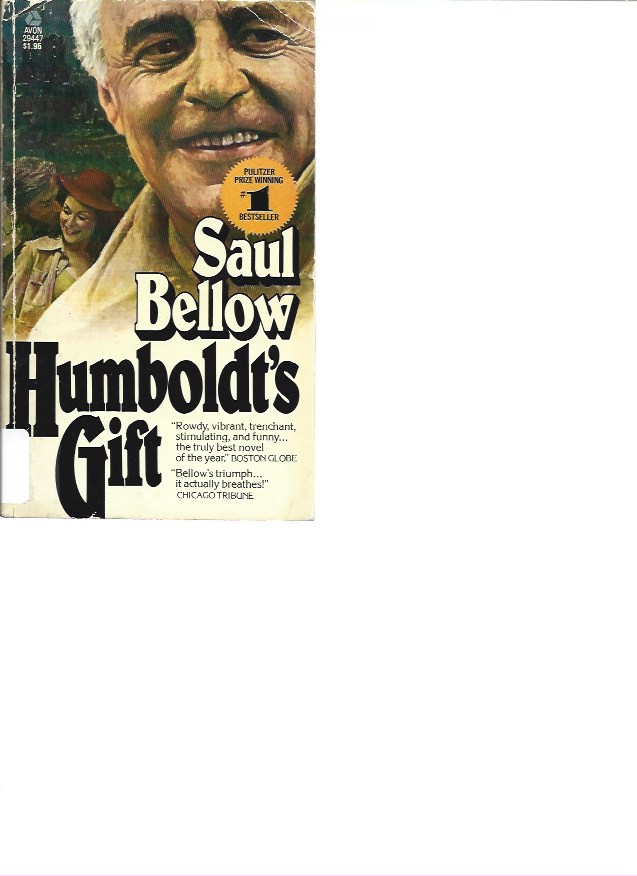 AVON
29447
$1.95
PULITZER
PRIZE WINNING
#1
BESTSELLER
Saul
Bellow
Humboldt's
Gift
"Rowdy, vibrant, trenchant,
stimulating, and funny...
the truly best novel
of the year," BOSTON GLOBE
"Bellow's triumph...
it actually breathes!"
CHICAGO TRIBUNE